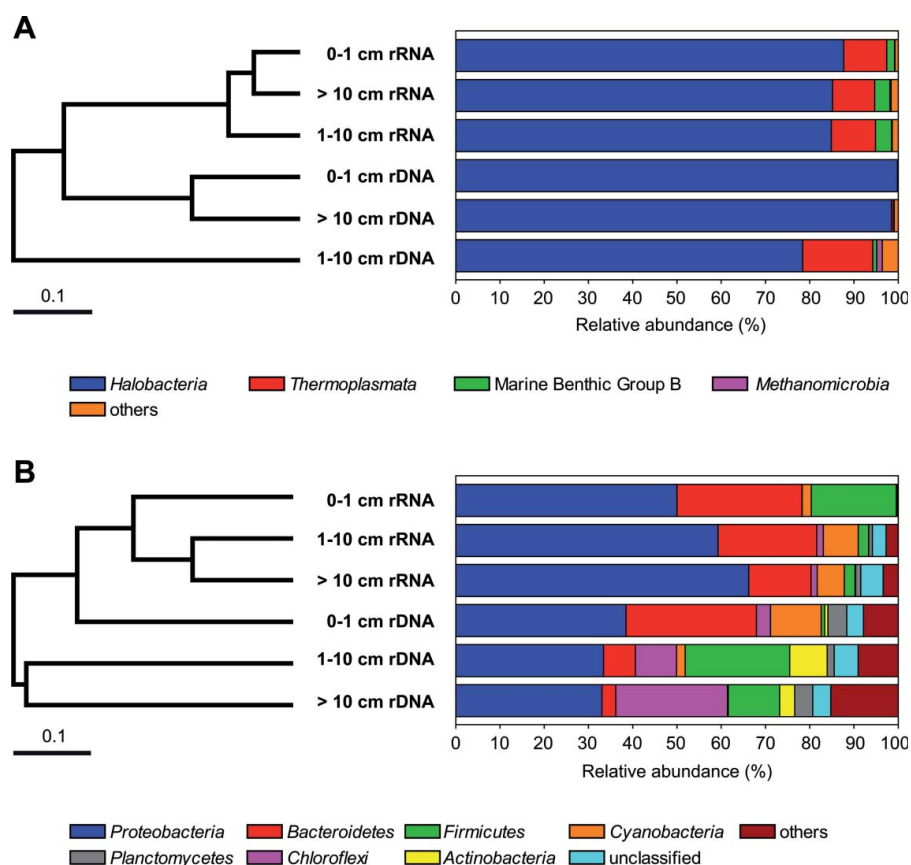 A
0-1 cm rRNA
> 10 cm rRNA
1-10 cm rRNA
0-1 cm rDNA
> 10 cm rDNA
1-10 cm rDNA
0.1
0 10 20 30 40 50 60 70 80 90 100
Relative abundance (%)
Halobacteria Thermoplasmata Marine Benthic Group B Methanomicrobia
others
B
0-1 cm rRNA
1-10 cm rRNA
> 10 cm rRNA
0-1 cm rDNA
1-10 cm rDNA
> 10 cm rDNA
0.1
0 10 20 30 40 50 60 70 80 90 100
Relative abundance (%)
Proteobacteria Bacteroidetes Firmicutes Cyanobacteria others
Planctomycetes Chloroflexi Actinobacteria unclassified